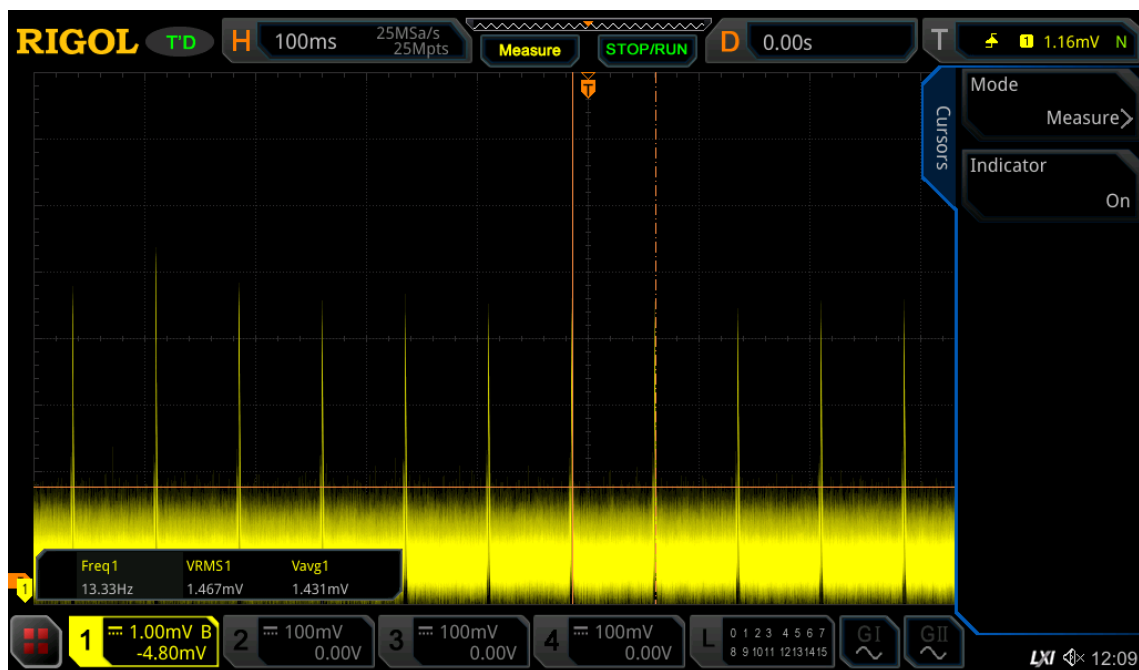 RIGOL T'D H 100ms 25MSa/s 25Mpts Measure STOP/RUN D 0.00s T 1 1.16mV N
T
Cursors
Mode
Measure>
Indicator
On
Freq1 VRMS1 Vavg1
13.33Hz 1.467mV 1.431mV
1
1 1.00mV B -4.80mV
2 100mV 0.00V
3 100mV 0.00V
4 100mV 0.00V
L 0 1 2 3 4 5 6 7
8 9 10 11 12 13 14 15
GI
GII
LXI 12:09